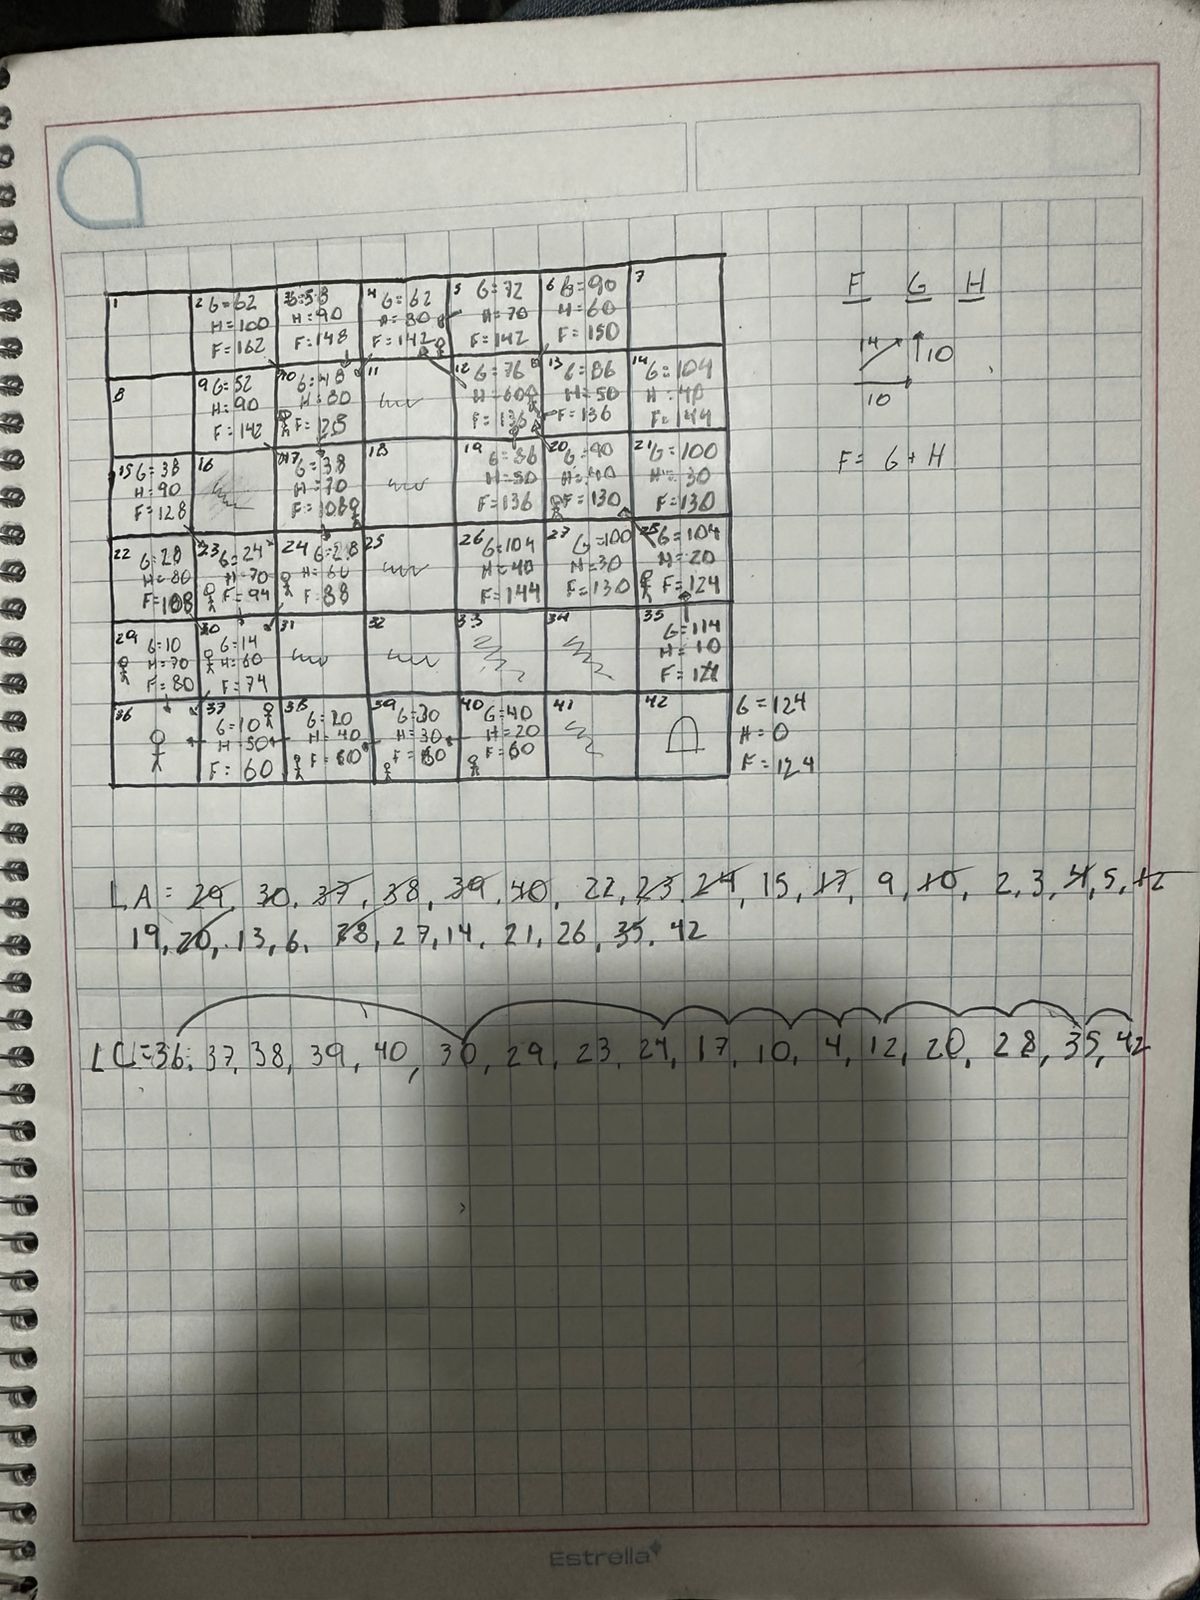 F G H
1
2 G=62
H=100
F=162
3 G=58
H=90
F=148
4 G=62
H=80
F=142
5 G=72
H=70
F=142
6 G=90
H=60
F=150
7
14
10
10
8
9 G=52
H=90
F=142
10 G=48
H=80
F=128
11
12 G=76
H=60
F=136
13 G=86
H=50
F=136
14 G=104
H=40
F=144
F= G+H
15 G=38
H=90
F=128
16
17 G=38
H=70
F=108
18
19 G=86
H=50
F=136
20 G=90
H=40
F=130
21 G=100
H=30
F=130
22 G=28
H=80
F=108
23 G=24
H=70
F=94
24 G=28
H=60
F=88
25
26 G=104
H=40
F=144
27 G=100
H=30
F=130
28 G=104
H=20
F=124
29 G=10
H=70
F=80
30 G=14
H=60
F=74
31
32
33
34
35
G=114
H=10
F=124
36
37
G=10
H=50
F=60
38
G=20
H=40
F=60
39
G=30
H=30
F=60
40 G=40
H=20
F=60
41
42
G=124
H=0
F=124
LA= 29, 30, 37, 38, 39, 40, 22, 23, 24, 15, 17, 9, 10, 2, 3, 4, 5, 12
19, 20, 13, 6, 28, 27, 14, 21, 26, 35, 42
LC=36, 37, 38, 39, 40, 30, 29, 23, 24, 17, 10, 4, 12, 20, 28, 35, 42
Estrella